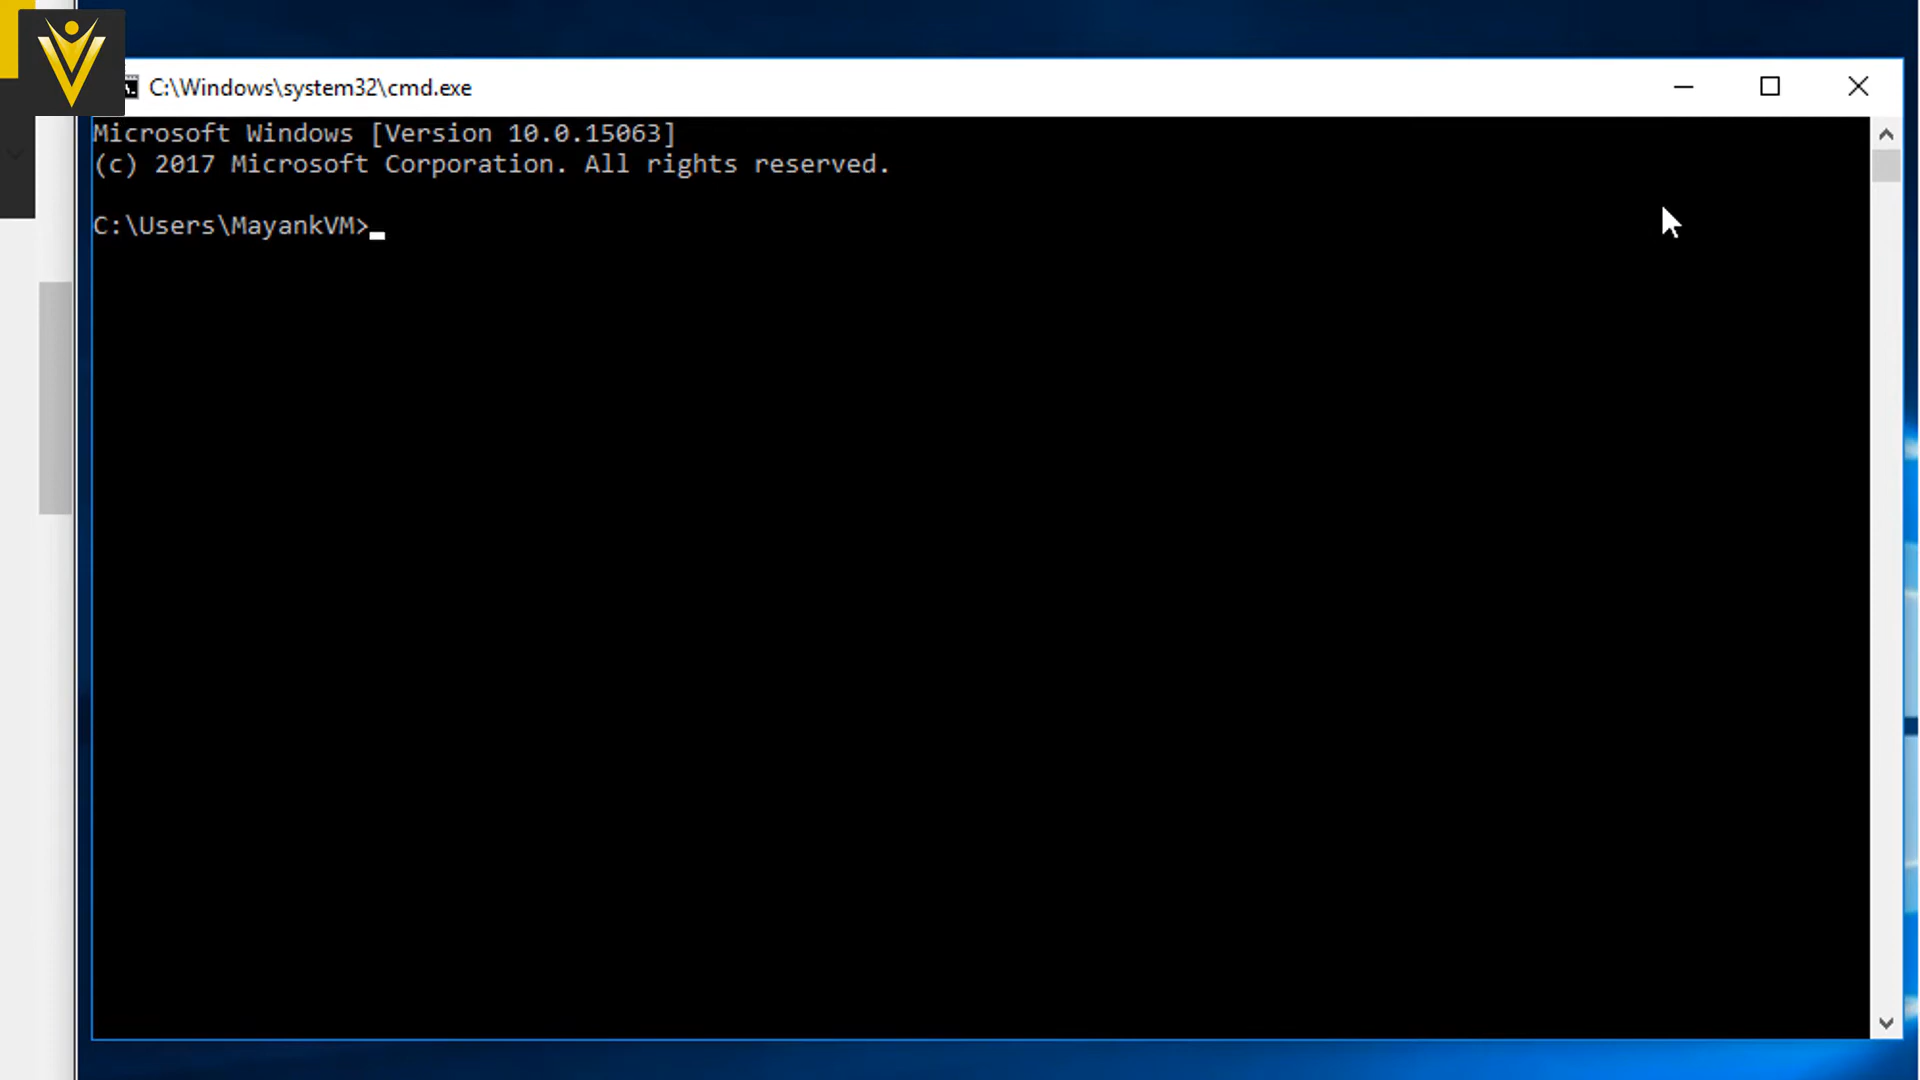 C:\Windows\system32\cmd.exe
Microsoft Windows [Version 10.0.15063]
(c) 2017 Microsoft Corporation. All rights reserved.
C:\Users\MayankVM>